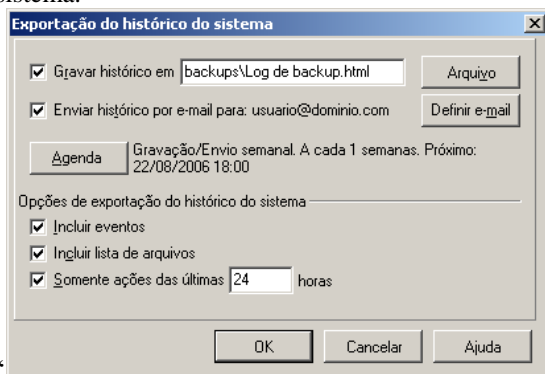 sistema.
Exportação do histórico do sistema
Gravar histórico em backups\Log de backup.html Arquivo
Enviar histórico por e-mail para: usuario@dominio.com Definir e-mail
Agenda Gravação/Envio semanal. A cada 1 semanas. Próximo:
22/08/2006 18:00
Opções de exportação do histórico do sistema
Incluir eventos
Incluir lista de arquivos
Somente ações das últimas 24 horas
OK Cancelar Ajuda
“